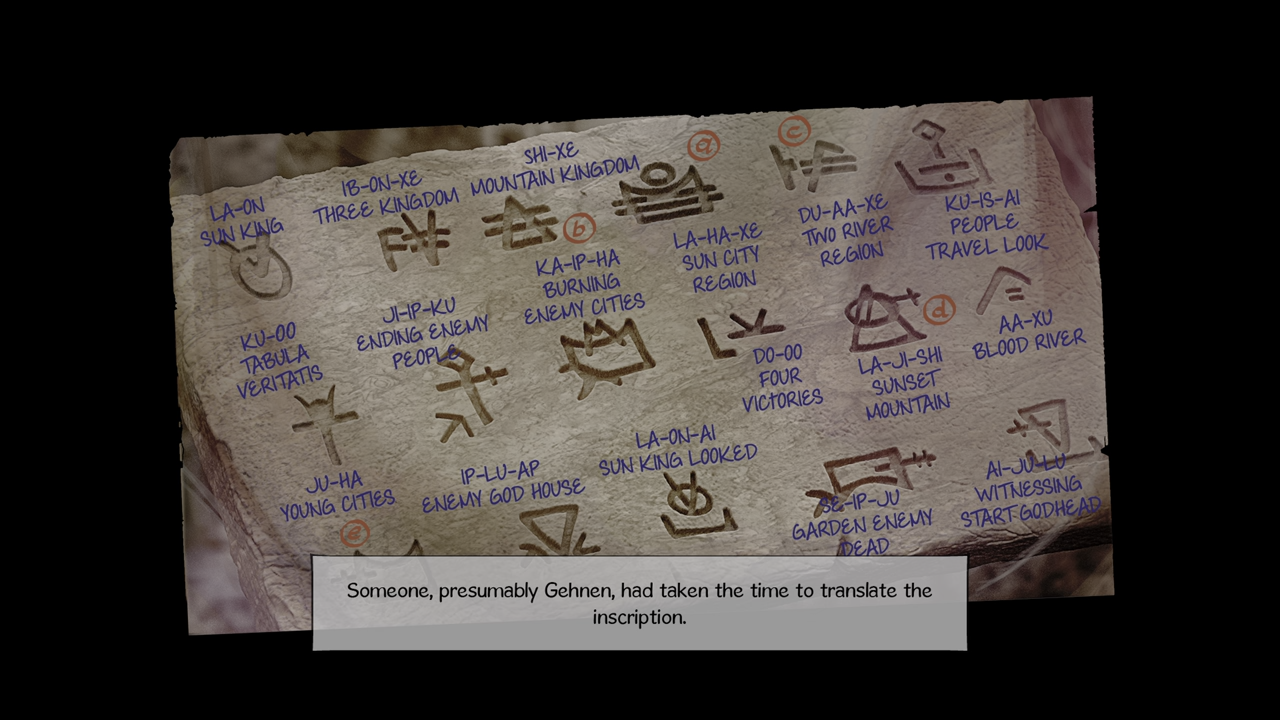 LA-ON
SUN KING
IB-ON-XE
THREE KINGDOM
SHI-XE
MOUNTAIN KINGDOM
a
c
b
KA-IP-HA
BURNING
ENEMY CITIES
LA-HA-XE
SUN CITY
REGION
DU-AA-XE
TWO RIVER
REGION
KU-IS-AI
PEOPLE
TRAVEL LOOK
KU-OO
TABULA
VERITATIS
JI-IP-KU
ENDING ENEMY
PEOPLE
DO-OO
FOUR
VICTORIES
d
LA-JI-SHI
SUNSET
MOUNTAIN
AA-XU
BLOOD RIVER
JU-HA
YOUNG CITIES
IP-LU-AP
ENEMY GOD HOUSE
LA-ON-AI
SUN KING LOOKED
SE-IP-JU
GARDEN ENEMY
DEAD
AI-JU-LU
WITNESSING
START-GODHEAD
Someone, presumably Gehnen, had taken the time to translate the
inscription.